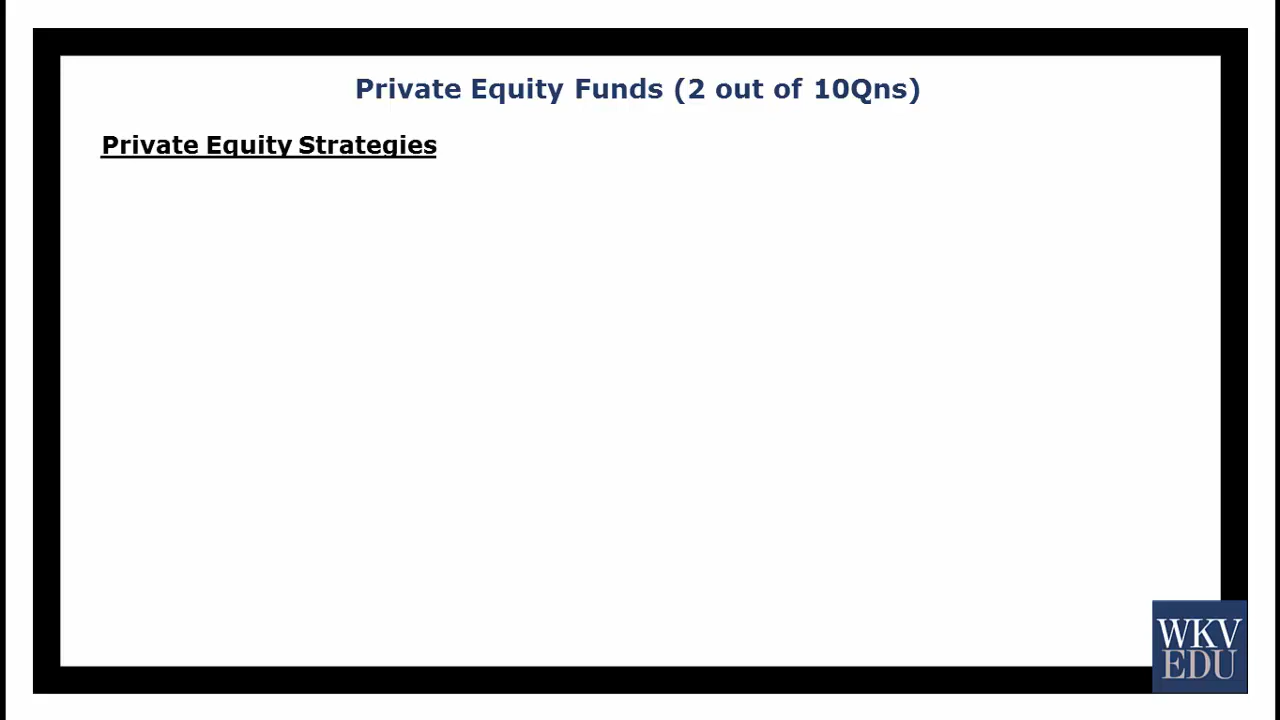 Private Equity Funds (2 out of 10Qns)
Private Equity Strategies
WKV
EDU